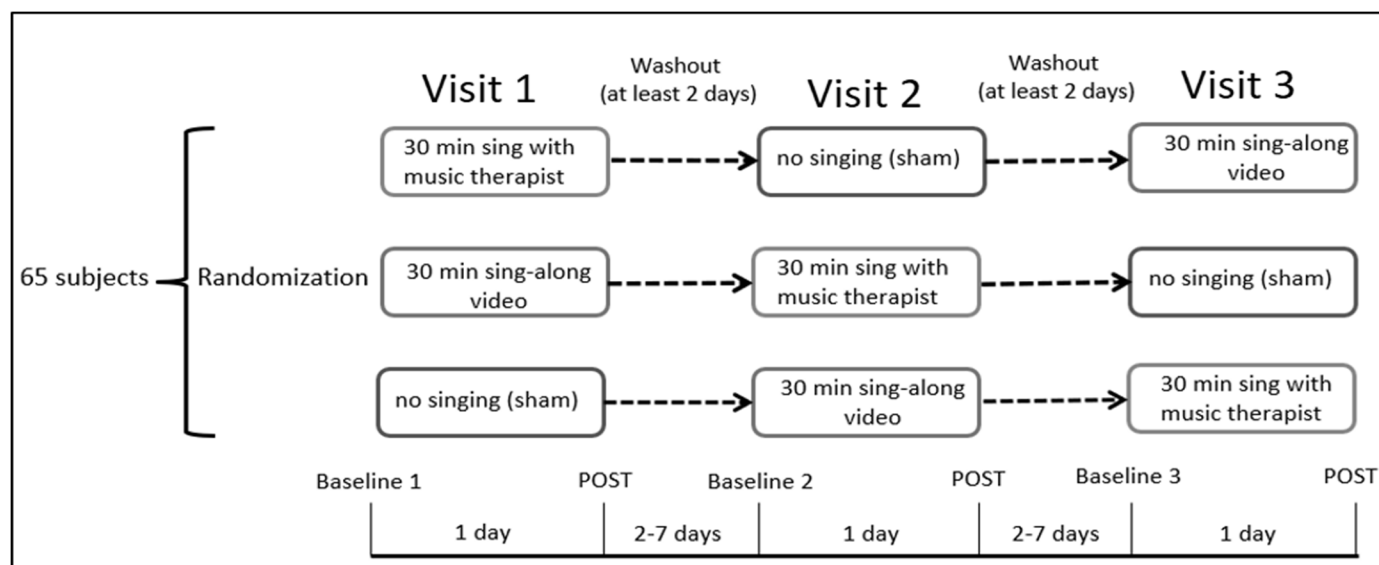 Visit 1
Washout
(at least 2 days)
Visit 2
Washout
(at least 2 days)
Visit 3
30 min sing with
music therapist
no singing (sham)
30 min sing-along
video
65 subjects
Randomization
30 min sing-along
video
30 min sing with
music therapist
no singing (sham)
no singing (sham)
30 min sing-along
video
30 min sing with
music therapist
Baseline 1
POST
Baseline 2
POST
Baseline 3
POST
1 day
2-7 days
1 day
2-7 days
1 day